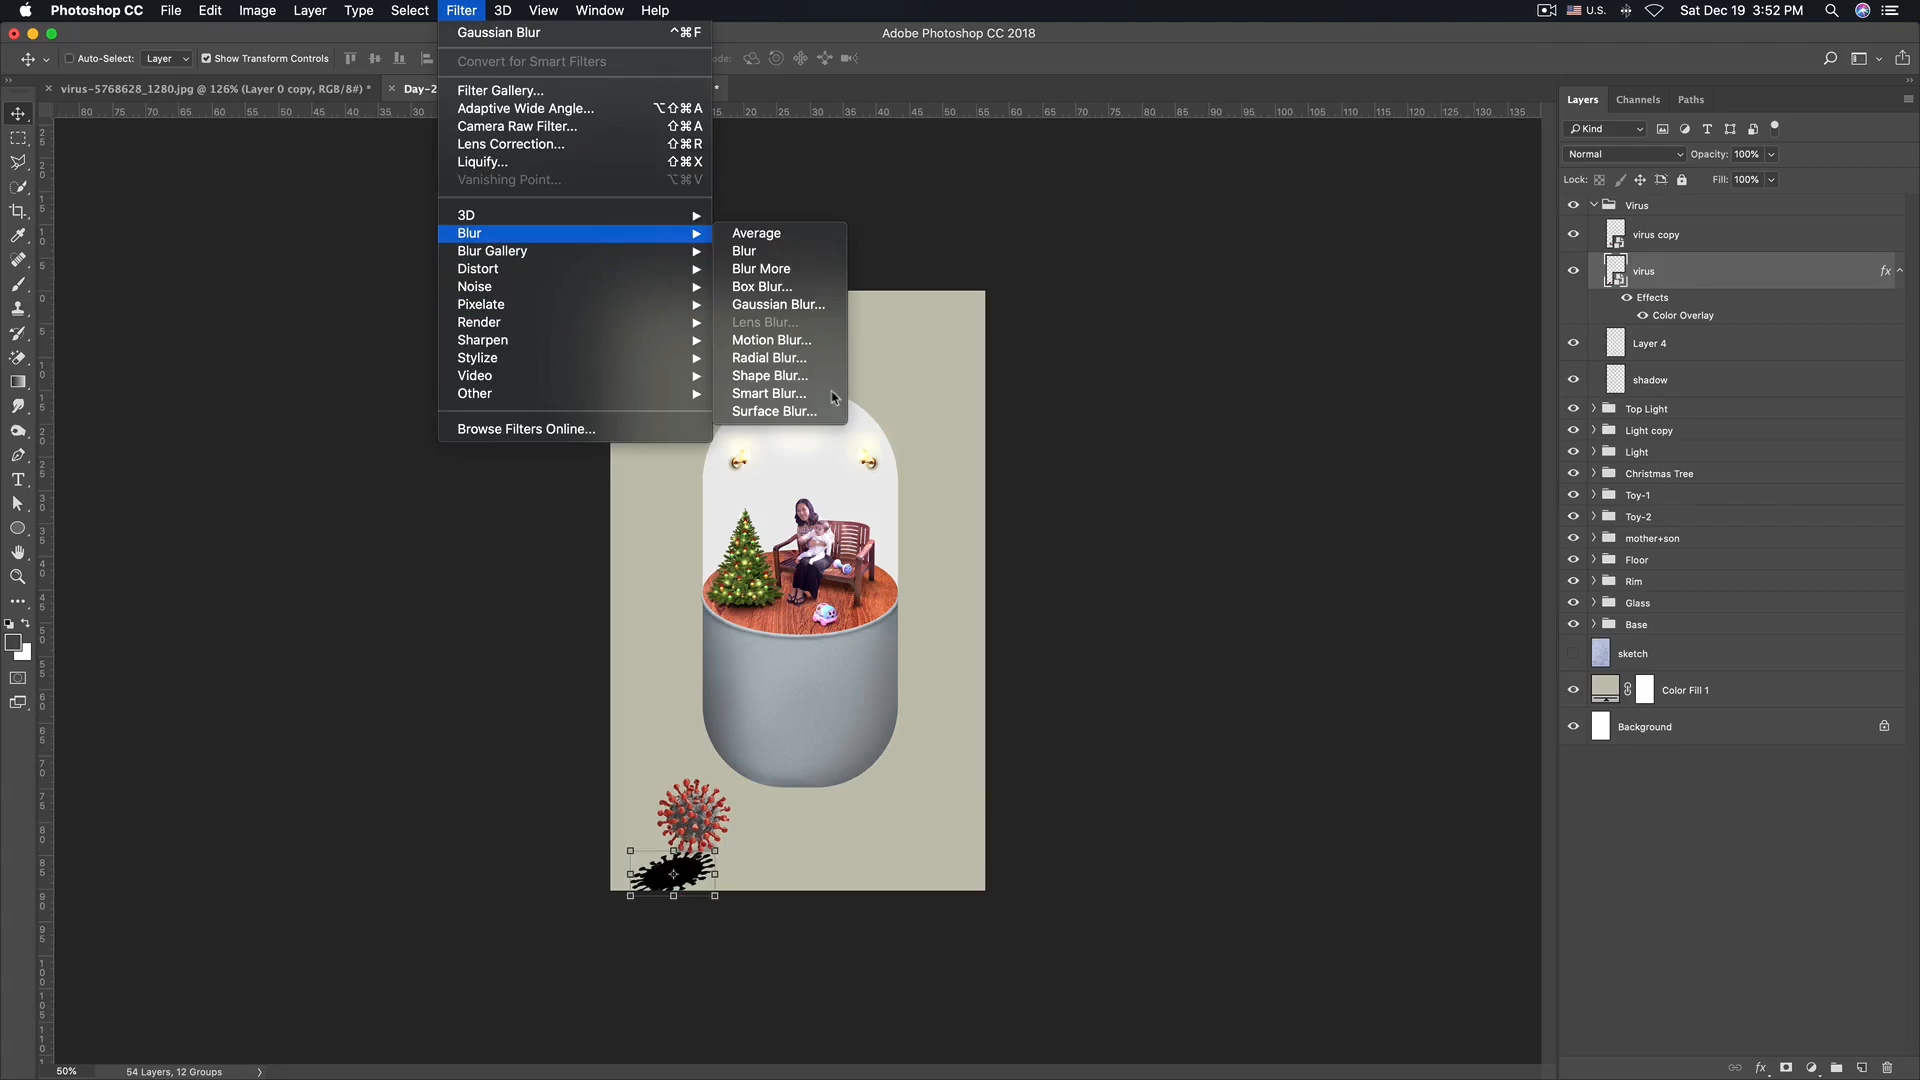 Photoshop CC File Edit Image Layer Type Select Filter 3D View Window Help U.S. Sat Dec 19 3:52 PM
Adobe Photoshop CC 2018
Auto-Select: Layer Show Transform Controls
virus-5768628_1280.jpg @ 126% (Layer 0 copy, RGB/8#) * Day-2
Gaussian Blur ^⌘F
Convert for Smart Filters
Filter Gallery...
Adaptive Wide Angle... ⌥⇧⌘A
Camera Raw Filter... ⇧⌘A
Lens Correction... ⇧⌘R
Liquify... ⇧⌘X
Vanishing Point... ⌥⌘V
3D
Blur
Blur Gallery
Distort
Noise
Pixelate
Render
Sharpen
Stylize
Video
Other
Browse Filters Online...
Average
Blur
Blur More
Box Blur...
Gaussian Blur...
Lens Blur...
Motion Blur...
Radial Blur...
Shape Blur...
Smart Blur...
Surface Blur...
Layers Channels Paths
Kind
Normal Opacity: 100%
Lock: Fill: 100%
Virus
virus copy
virus fx
Effects
Color Overlay
Layer 4
shadow
Top Light
Light copy
Light
Christmas Tree
Toy-1
Toy-2
mother+son
Floor
Rim
Glass
Base
sketch
Color Fill 1
Background
50% 54 Layers, 12 Groups
fx